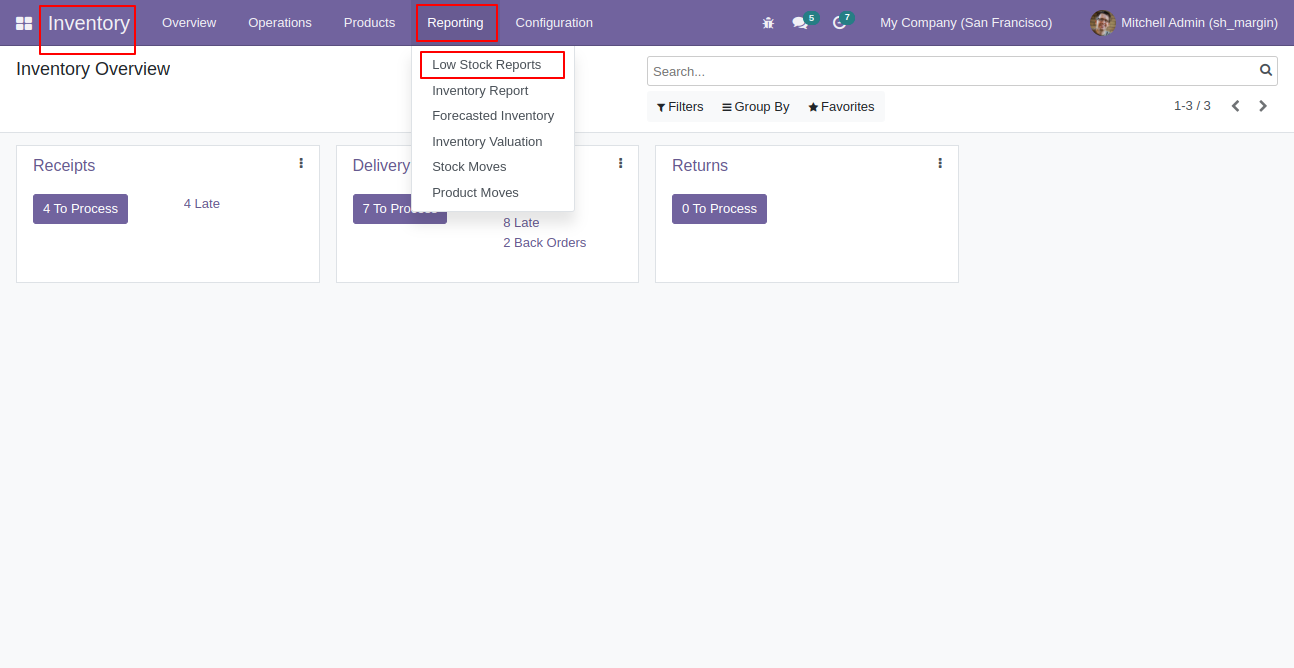 Inventory Overview Operations Products Reporting Configuration 5 7 My Company (San Francisco) Mitchell Admin (sh_margin)
Inventory Overview
Search...
Filters Group By Favorites 1-3 / 3
Low Stock Reports
Inventory Report
Forecasted Inventory
Inventory Valuation
Stock Moves
Product Moves
Receipts
4 To Process 4 Late
Delivery
7 To Process
8 Late
2 Back Orders
Returns
0 To Process